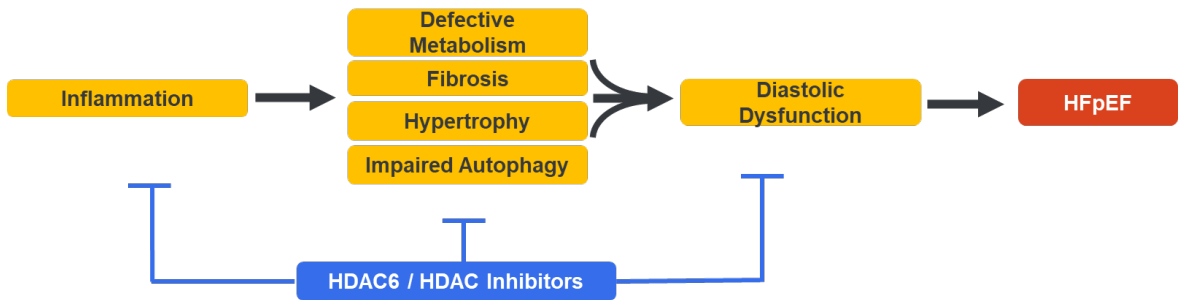 Defective
Metabolism
Inflammation
Fibrosis
Hypertrophy
Impaired Autophagy
Diastolic
Dysfunction
HFpEF
HDAC6 / HDAC Inhibitors